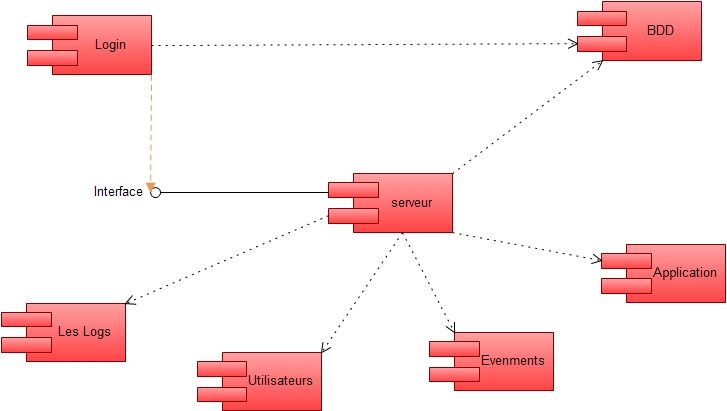 Login
BDD
Interface
serveur
Application
Les Logs
Utilisateurs
Evenments